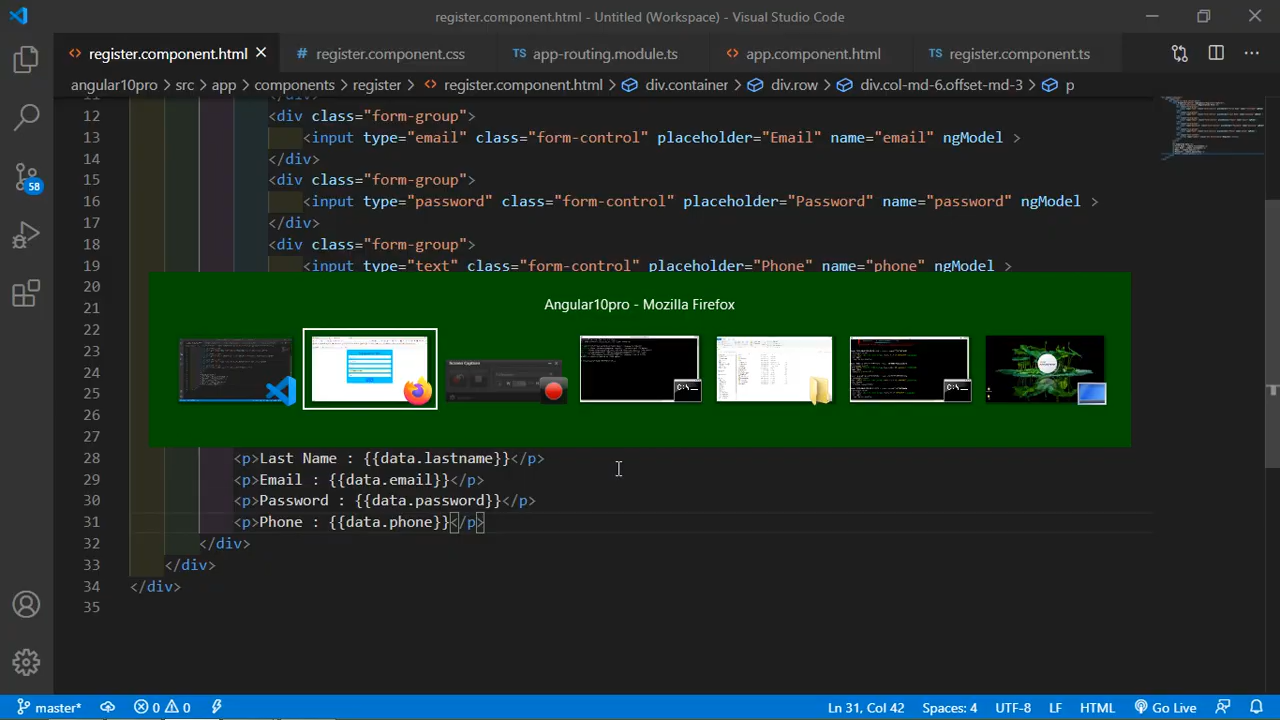 register.component.html - Untitled (Workspace) - Visual Studio Code
register.component.html
register.component.css
app-routing.module.ts
app.component.html
register.component.ts
angular10pro > src > app > components > register > register.component.html > div.container > div.row > div.col-md-6.offset-md-3 > p
12 <div class="form-group">
13 <input type="email" class="form-control" placeholder="Email" name="email" ngModel >
14 </div>
15 <div class="form-group">
16 <input type="password" class="form-control" placeholder="Password" name="password" ngModel >
17 </div>
18 <div class="form-group">
19 <input type="text" class="form-control" placeholder="Phone" name="phone" ngModel >
20
Angular10pro - Mozilla Firefox
21
22
23
24
25
26
27
28 <p>Last Name : {{data.lastname}}</p>
29 <p>Email : {{data.email}}</p>
30 <p>Password : {{data.password}}</p>
31 <p>Phone : {{data.phone}}</p>
32 </div>
33 </div>
34 </div>
35
58
master* 0 0 Ln 31, Col 42 Spaces: 4 UTF-8 LF HTML Go Live